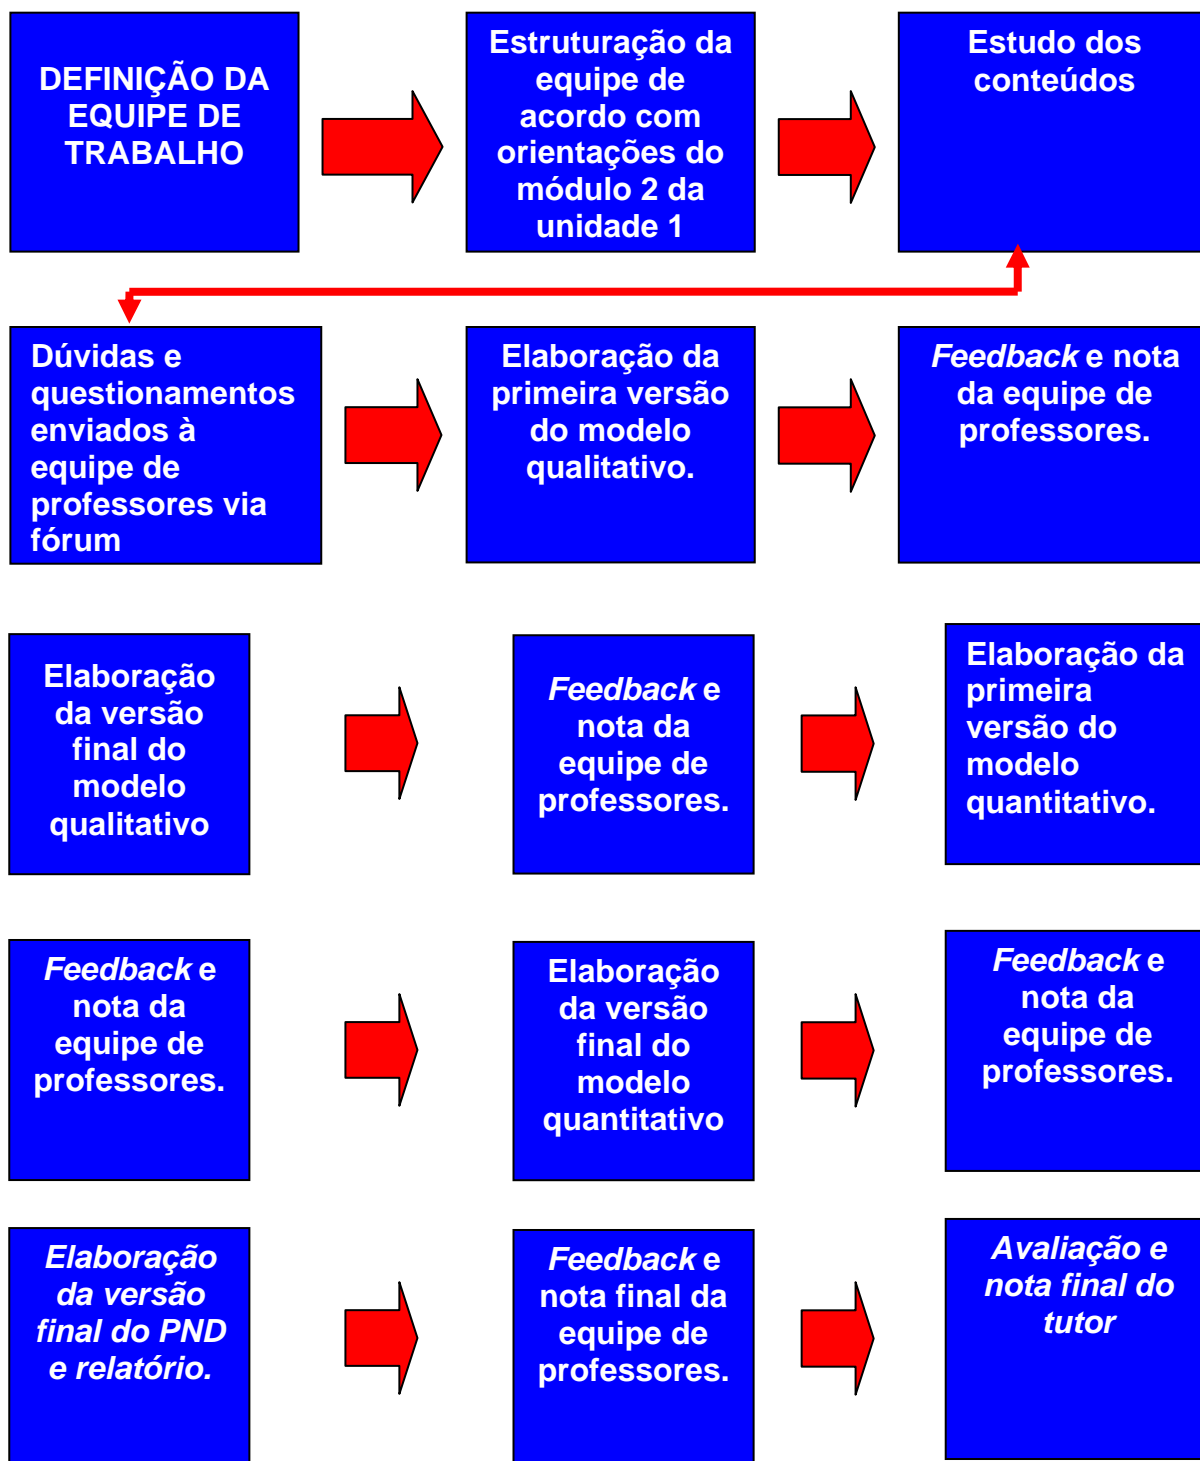 DEFINIÇÃO DA
EQUIPE DE
TRABALHO
Estruturação da
equipe de
acordo com
orientações do
módulo 2 da
unidade 1
Estudo dos
conteúdos
Dúvidas e
questionamentos
enviados à
equipe de
professores via
fórum
Elaboração da
primeira versão
do modelo
qualitativo.
Feedback e nota
da equipe de
professores.
Elaboração
da versão
final do
modelo
qualitativo
Feedback e
nota da
equipe de
professores.
Elaboração da
primeira
versão do
modelo
quantitativo.
Feedback e
nota da
equipe de
professores.
Elaboração
da versão
final do
modelo
quantitativo
Feedback e
nota da
equipe de
professores.
Elaboração
da versão
final do PND
e relatório.
Feedback e
nota final da
equipe de
professores.
Avaliação e
nota final do
tutor